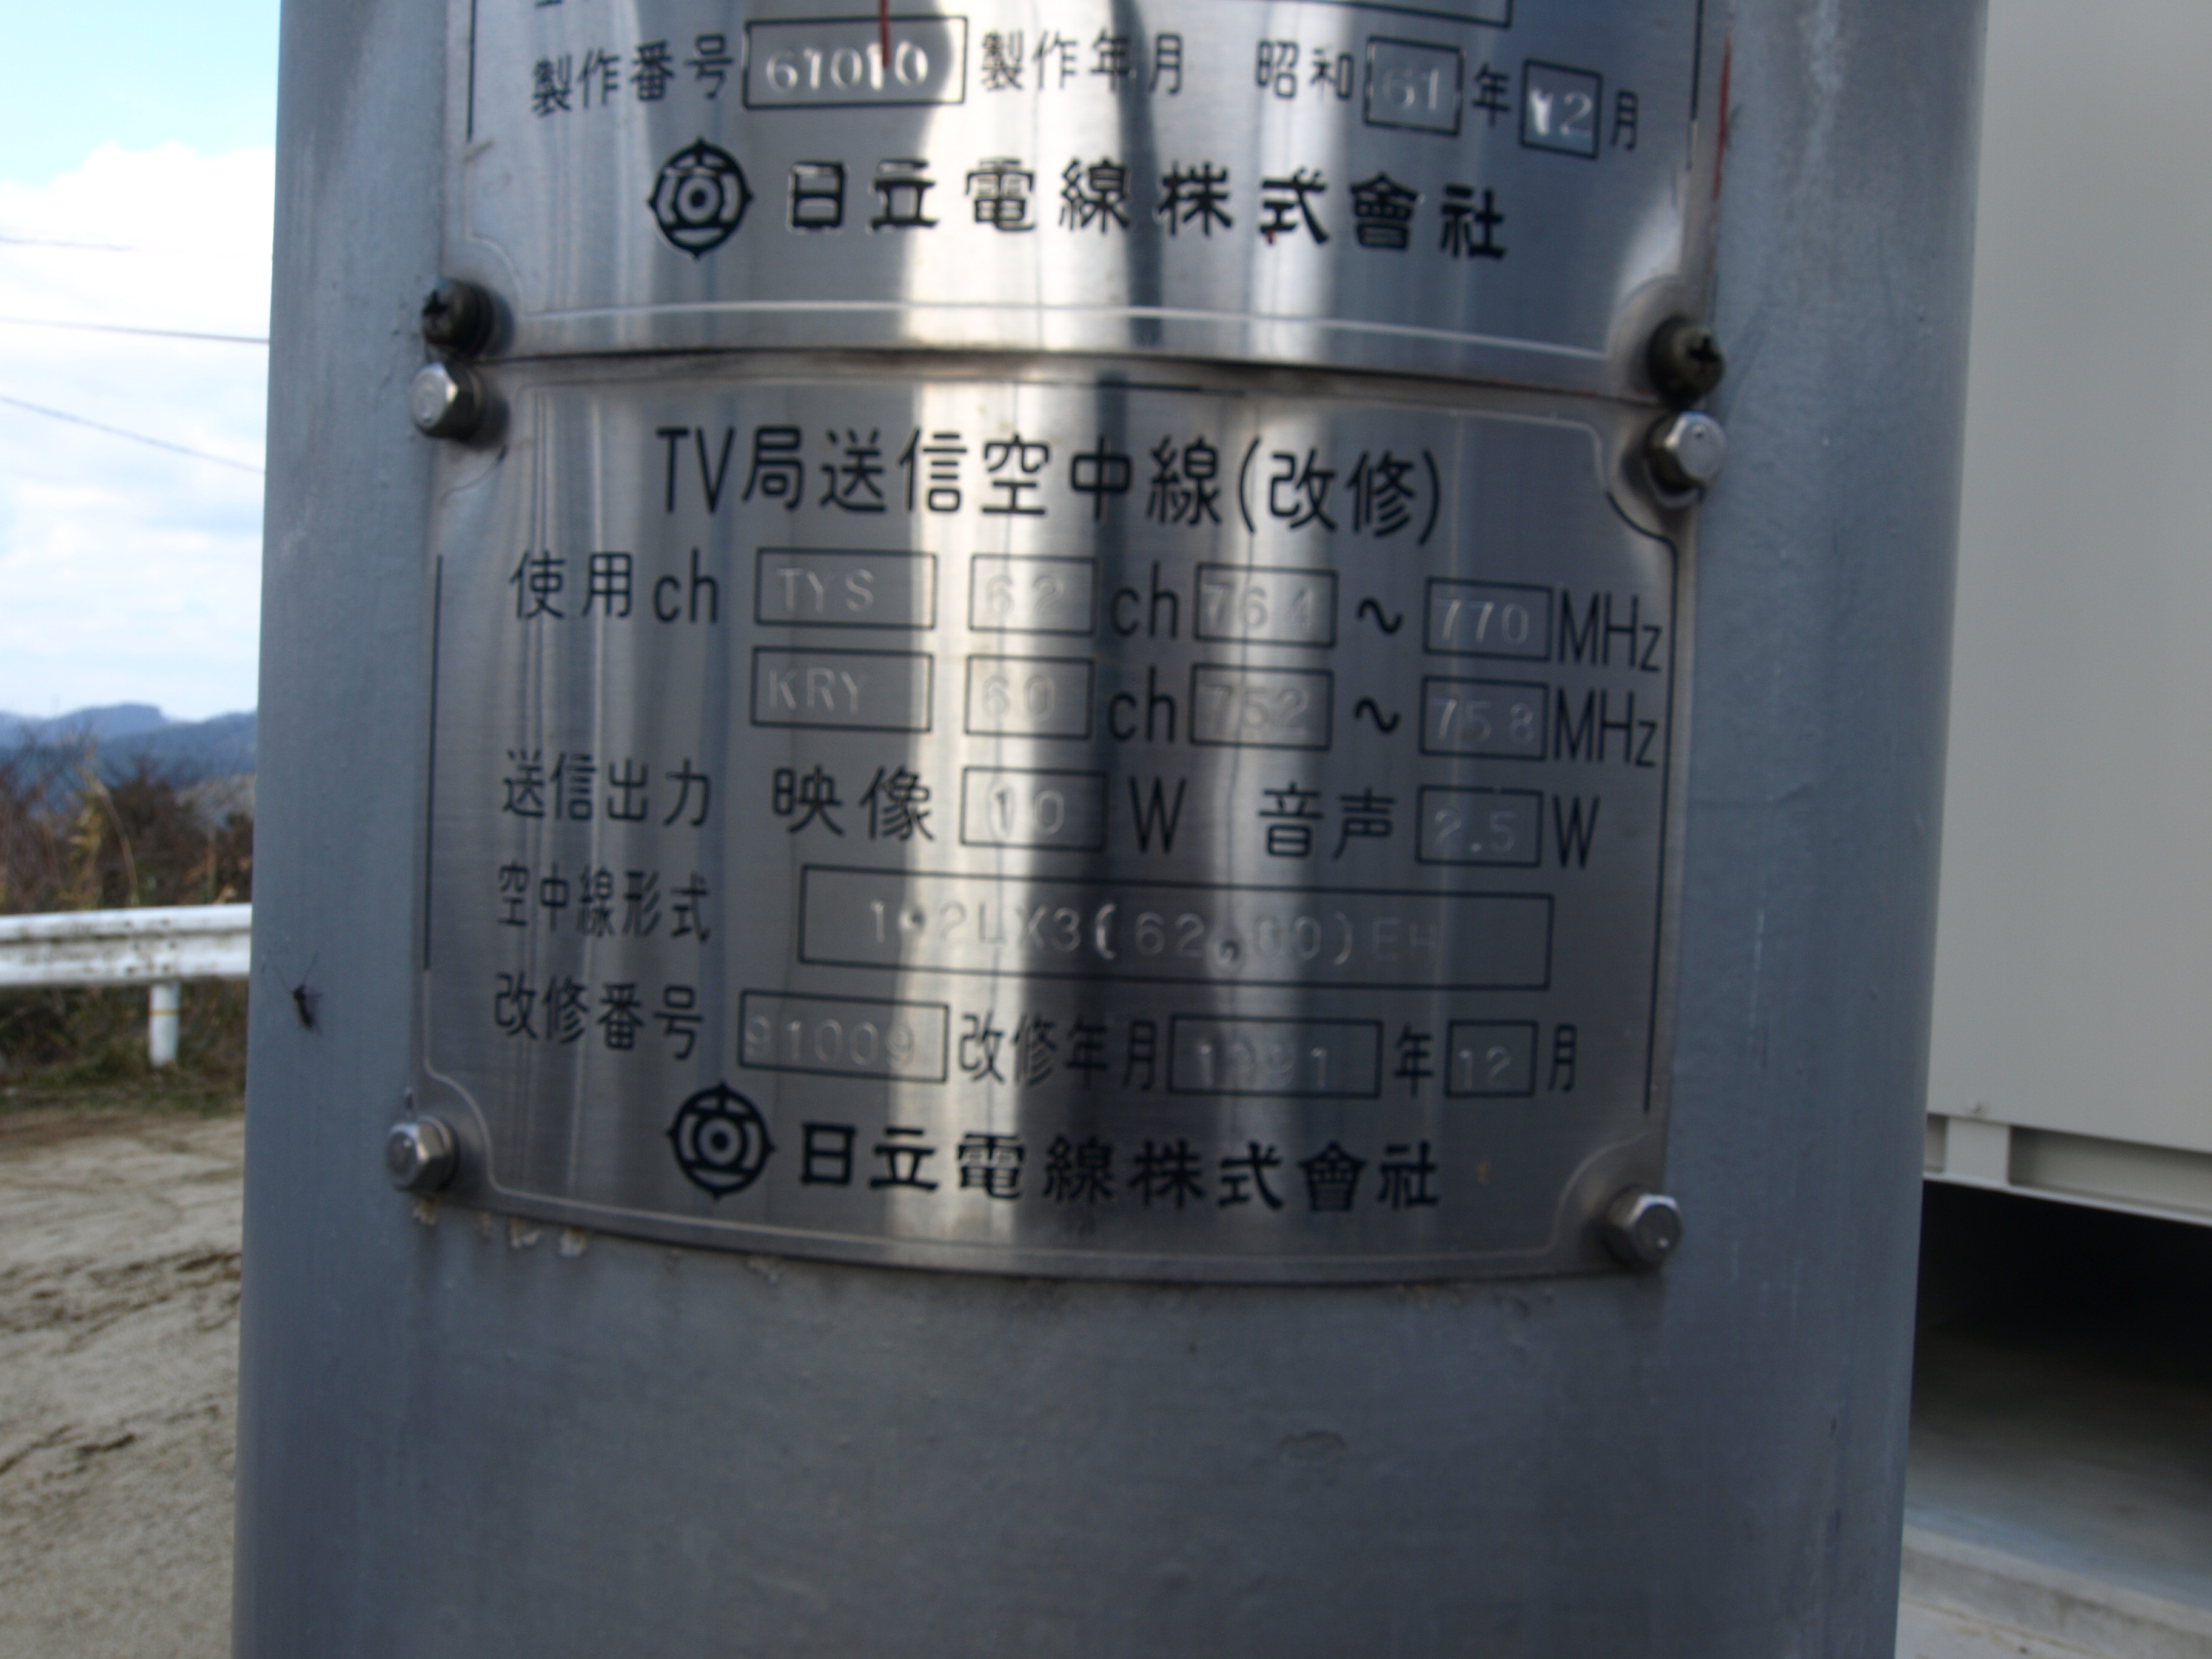 製作番号 61010 製作年月 昭和 61 年 12 月
日立電線株式會社
TV局送信空中線(改修)
使用ch TYS 62 ch 764 ～ 770 MHz
KRY 60 ch 752 ～ 758 MHz
送信出力 映像 10 W 音声 2.5 W
空中線形式
改修番号 91009 改修年月 1991 年 12 月
日立電線株式會社